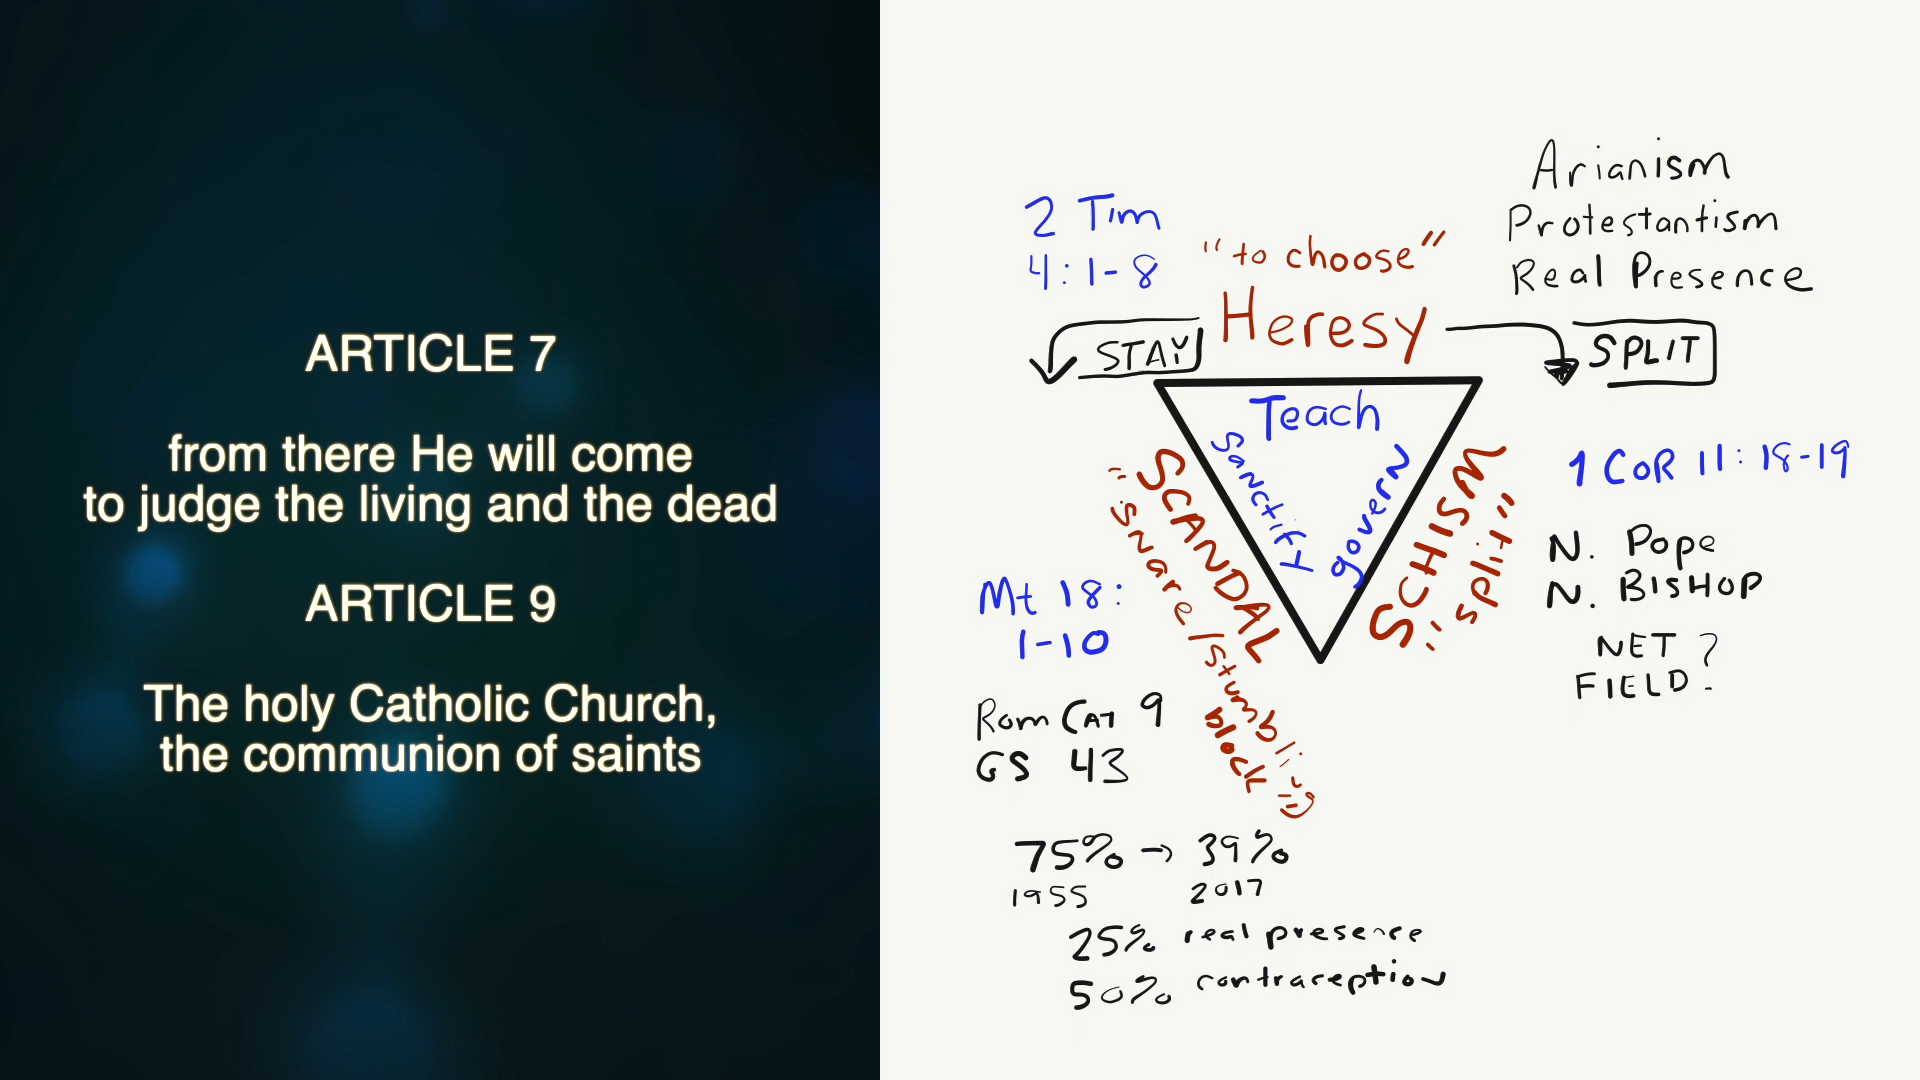 ARTICLE 7
from there He will come
to judge the living and the dead
ARTICLE 9
The holy Catholic Church,
the communion of saints
2 Tim
4:1-8
"to choose"
Heresy
STAY
Arianism
Protestantism
Real Presence
SPLIT
Teach
Sanctify
govern
SCANDAL
"snare/stumbling
block"
SCHISM
"split"
1 COR 11:18-19
N. Pope
N. BISHOP
NET ?
FIELD.
Mt 18:
1-10
Rom CAT 9
GS 43
75% → 39%
1955 2017
25% real presence
50% contraception